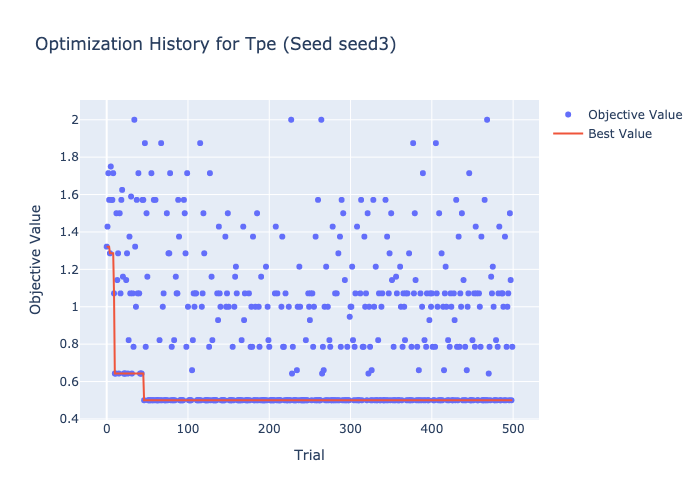 Optimization History for Tpe (Seed seed3)
Objective Value
Best Value
2
1.8
1.6
1.4
1.2
1
0.8
0.6
0.4
Objective Value
0 100 200 300 400 500
Trial